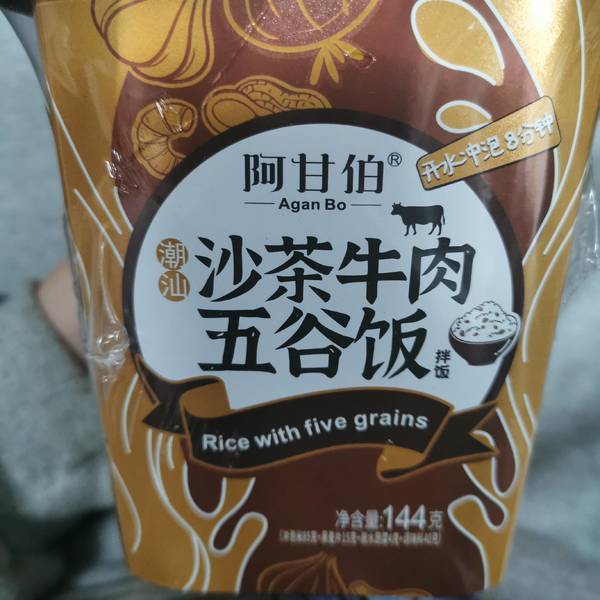 阿甘伯®
Agan Bo
开水冲泡8分钟
潮汕
沙茶牛肉
五谷饭
拌饭
Rice with five grains
净含量:144克